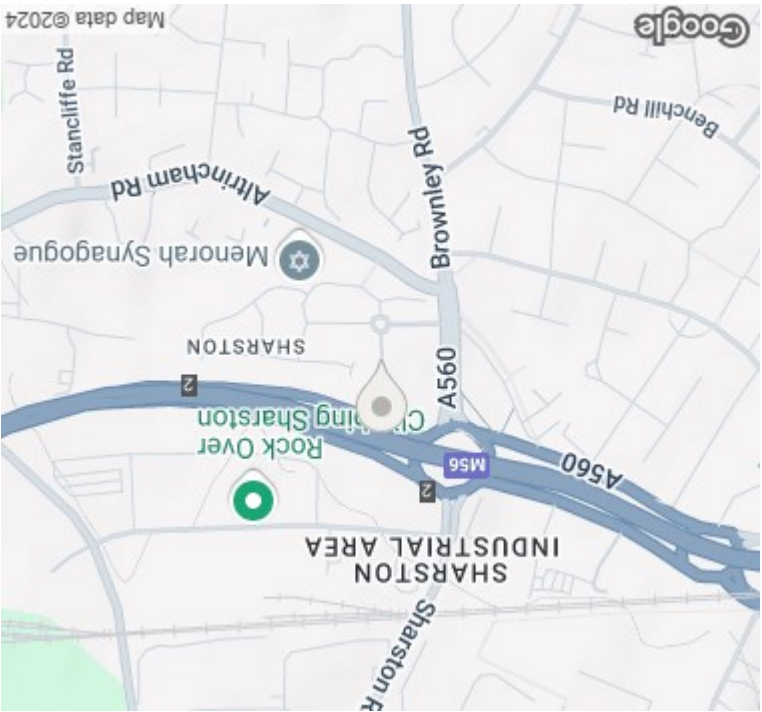 Sharston R
SHARSTON
INDUSTRIAL AREA
A560
M56
2
Rock Over
Climbing Sharston
A560
2
SHARSTON
Menorah Synagogue
Brownley Rd
Altrincham Rd
Stancliffe Rd
Benchill Rd
Google
Map data ©2024